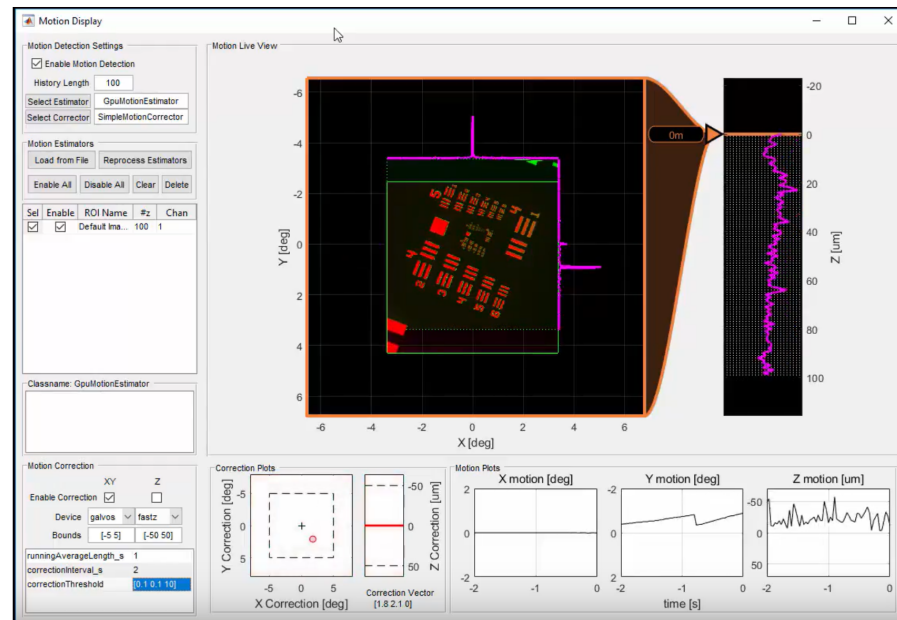 Motion Display
Motion Detection Settings
Enable Motion Detection
History Length 100
Select Estimator GpuMotionEstimator
Select Corrector SimpleMotionCorrector
Motion Estimators
Load from File Reprocess Estimators
Enable All Disable All Clear Delete
Sel Enable ROI Name #z Chan
Default Ima... 100 1
Classname: GpuMotionEstimator
Motion Correction
XY Z
Enable Correction
Device galvos fastz
Bounds [-5 5] [-50 50]
runningAverageLength_s 1
correctionInterval_s 2
correctionThreshold [0.1 0.1 10]
Motion Live View
-6
-4
-2
0
2
4
6
Y [deg]
-6 -4 -2 0 2 4 6
X [deg]
0m
-20
0
20
40
60
80
100
Z [um]
Correction Plots
Y Correction [deg]
-5
0
5
-5 0 5
X Correction [deg]
-50
0
50
Z Correction [um]
Correction Vector
[1.8 2.1 0]
Motion Plots
X motion [deg] Y motion [deg] Z motion [um]
2
0
-2
-2 -1 0
-2
0
2
-2 -1 0
-50
0
50
-2 -1 0
time [s]